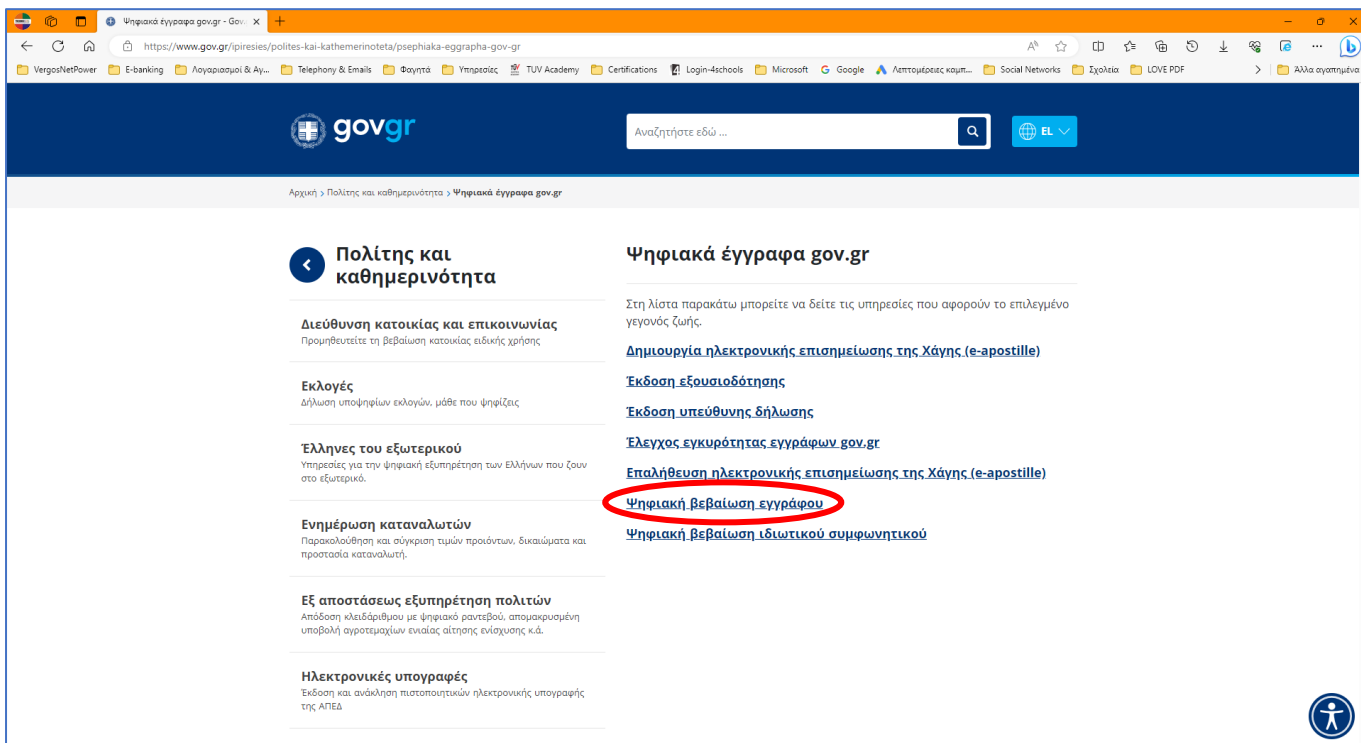 Ψηφιακά έγγραφα gov.gr - Gov.
https://www.gov.gr/ipiresies/polites-kai-kathemerinoteta/psephiaka-eggrapha-gov-gr
VergosNetPower E-banking Λογαριασμοί & Αγ... Telephony & Emails Φαγητά Υπηρεσίες TUV Academy Certifications Login-4schools Microsoft Google Λεπτομέρειες καμπ... Social Networks Σχολεία LOVE PDF Άλλα αγαπημένα
govgr
Αναζητήστε εδώ ...
EL
Αρχική > Πολίτης και καθημερινότητα > Ψηφιακά έγγραφα gov.gr
Πολίτης και
καθημερινότητα
Διεύθυνση κατοικίας και επικοινωνίας
Προμηθευτείτε τη βεβαίωση κατοικίας ειδικής χρήσης
Εκλογές
Δήλωση υποψηφίων εκλογών, μάθε που ψηφίζεις
Έλληνες του εξωτερικού
Υπηρεσίες για την ψηφιακή εξυπηρέτηση των Ελλήνων που ζουν
στο εξωτερικό.
Ενημέρωση καταναλωτών
Παρακολούθηση και σύγκριση τιμών προιόντων, δικαιώματα και
προστασία καταναλωτή.
Εξ αποστάσεως εξυπηρέτηση πολιτών
Απόδοση κλειδάριθμου με ψηφιακό ραντεβού, απομακρυσμένη
υποβολή αγροτεμαχίων ενιαίας αίτησης ενίσχυσης κ.ά.
Ηλεκτρονικές υπογραφές
Έκδοση και ανάκληση πιστοποιητικών ηλεκτρονικής υπογραφής
της ΑΠΕΔ
Ψηφιακά έγγραφα gov.gr
Στη λίστα παρακάτω μπορείτε να δείτε τις υπηρεσίες που αφορούν το επιλεγμένο
γεγονός ζωής.
Δημιουργία ηλεκτρονικής επισημείωσης της Χάγης (e-apostille)
Έκδοση εξουσιοδότησης
Έκδοση υπεύθυνης δήλωσης
Έλεγχος εγκυρότητας εγγράφων gov.gr
Επαλήθευση ηλεκτρονικής επισημείωσης της Χάγης (e-apostille)
Ψηφιακή βεβαίωση εγγράφου
Ψηφιακή βεβαίωση ιδιωτικού συμφωνητικού